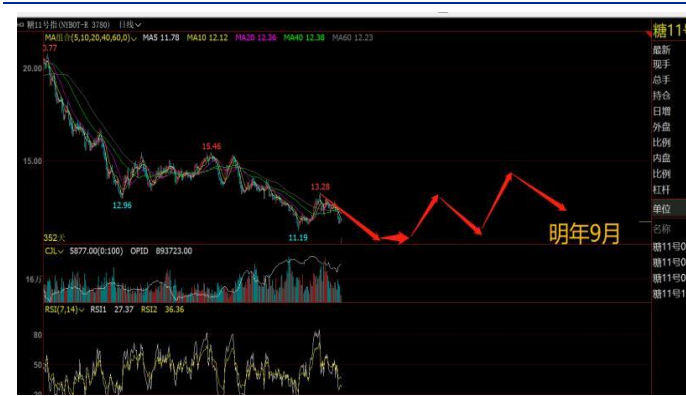 糖11号指(NYBOT-R 3780) 日线
MA组合(5,10,20,40,60,0) MA5 11.78 MA10 12.12 MA20 12.36 MA40 12.38 MA60 12.23
3.77
20.00
15.46
15.00
13.28
12.96
11.19
明年9月
352天
CJL 5877.00(0:100) OPID 893723.00
16万
RSI(7,14) RSI1 27.37 RSI2 36.36
80
50
20
糖11号
最新
现手
总手
持仓
日增
外盘
比例
内盘
比例
杠杆
单位
名称
糖11号0
糖11号0
糖11号0
糖11号1